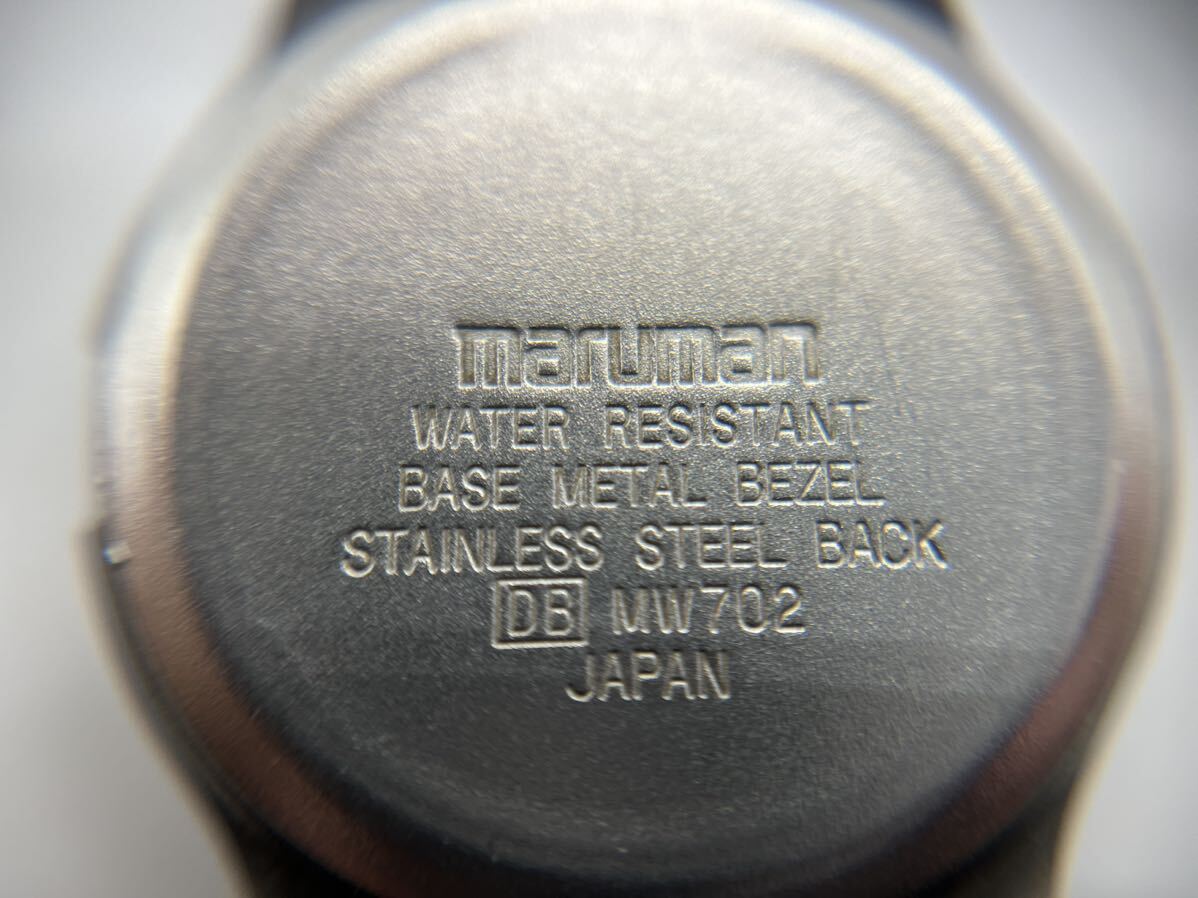 maruman
WATER RESISTANT
BASE METAL BEZEL
STAINLESS STEEL BACK
DB MW702
JAPAN